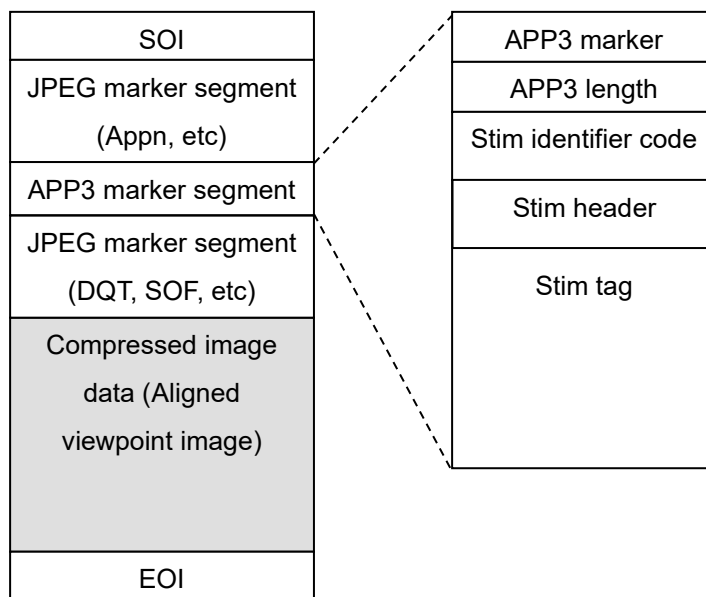 SOI
JPEG marker segment
(Appn, etc)
APP3 marker segment
JPEG marker segment
(DQT, SOF, etc)
Compressed image
data (Aligned
viewpoint image)
EOI
APP3 marker
APP3 length
Stim identifier code
Stim header
Stim tag